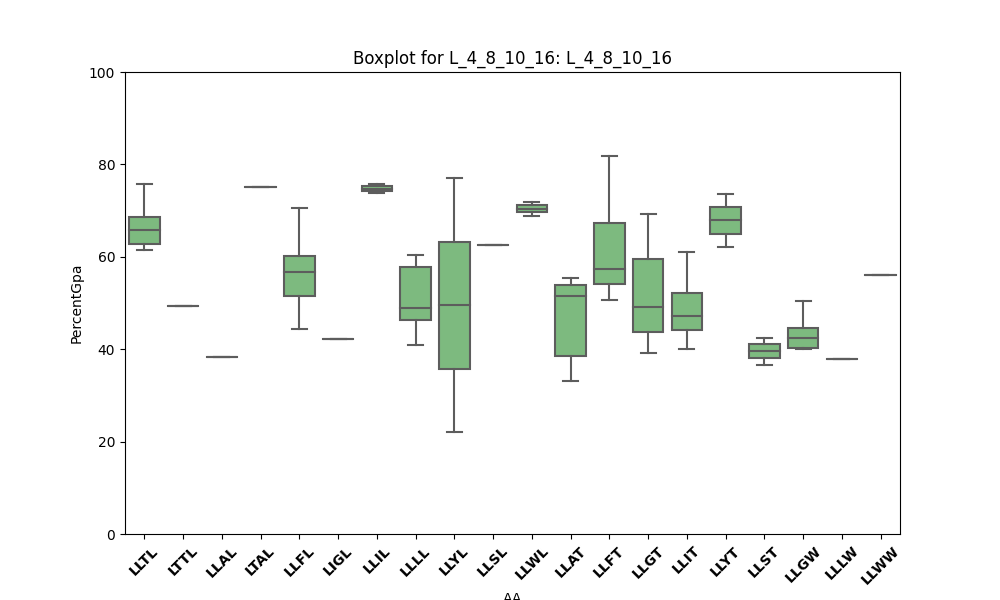 Boxplot for L_4_8_10_16: L_4_8_10_16
100
80
60
40
20
0
PercentGpa
LLTL LTTL LLAL LTAL LLFL LIGL LLIL LLLL LLYL LLSL LLWL LLAT LLFT LLGT LLIT LLYT LLST LLGW LLLW LLWW
AA